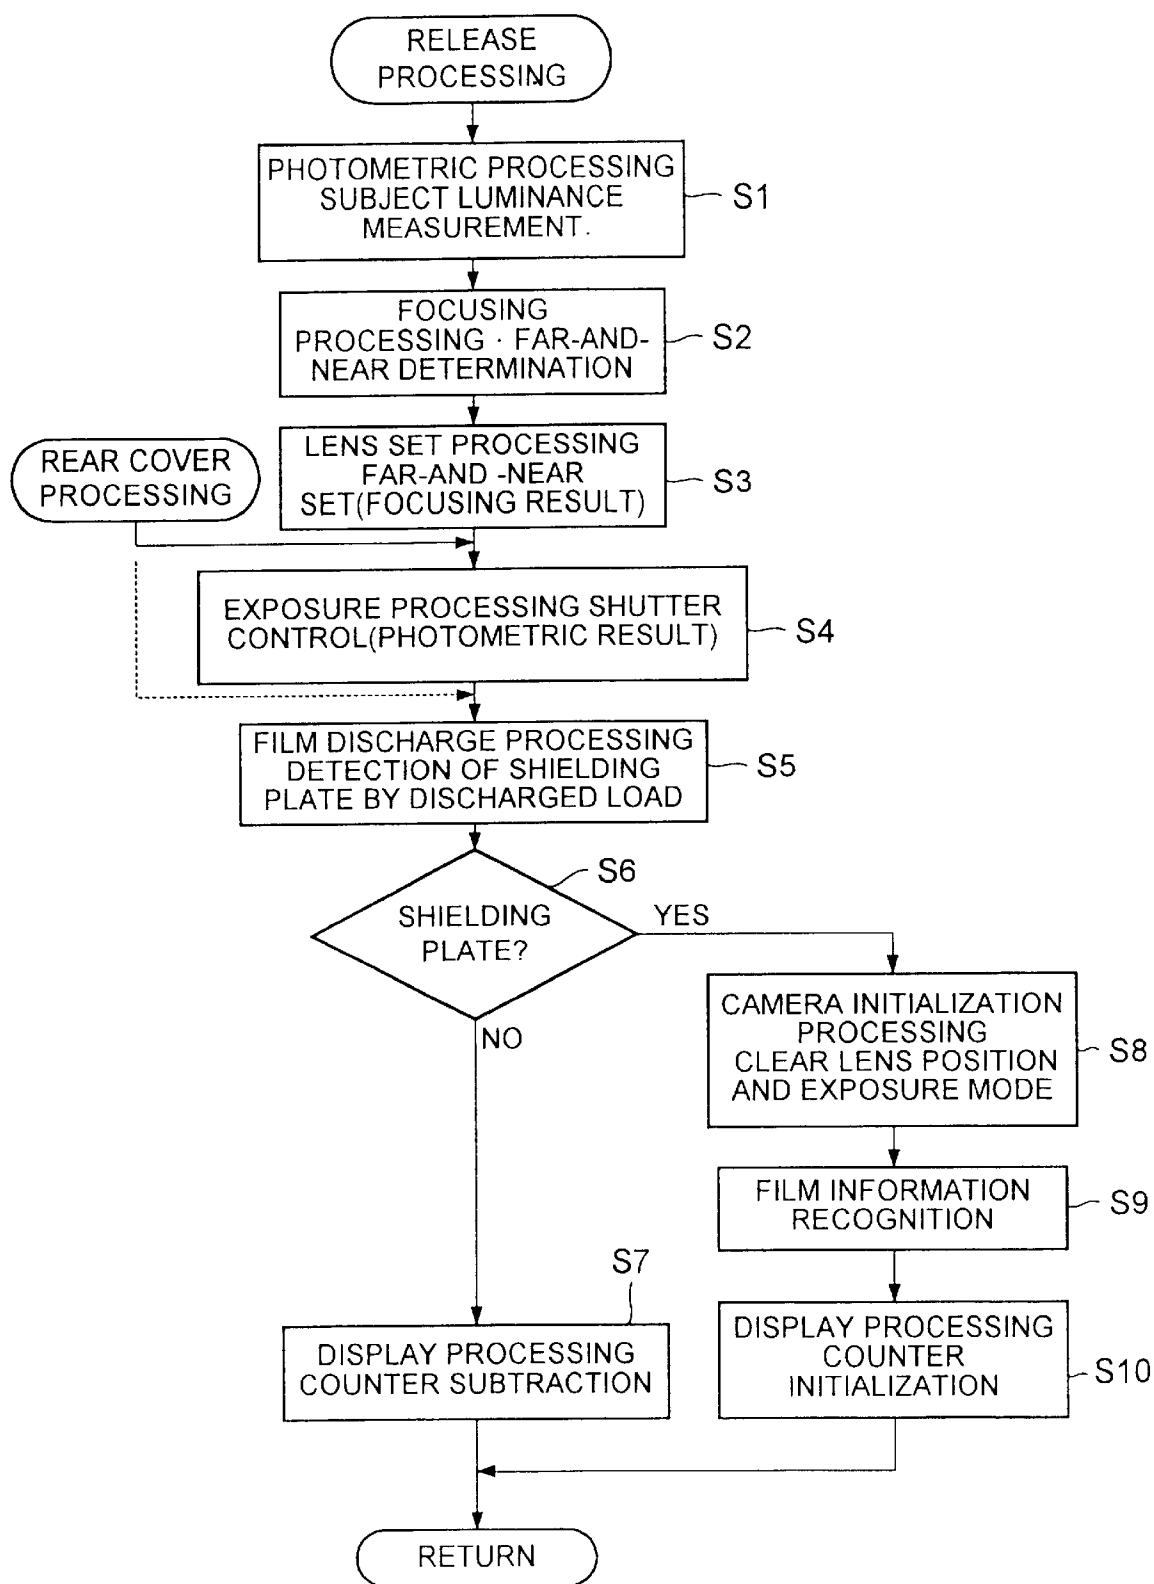 RELEASE
PROCESSING
PHOTOMETRIC PROCESSING
SUBJECT LUMINANCE
MEASUREMENT.
S1
FOCUSING
PROCESSING · FAR-AND-
NEAR DETERMINATION
S2
REAR COVER
PROCESSING
LENS SET PROCESSING
FAR-AND -NEAR
SET(FOCUSING RESULT)
S3
EXPOSURE PROCESSING SHUTTER
CONTROL(PHOTOMETRIC RESULT)
S4
FILM DISCHARGE PROCESSING
DETECTION OF SHIELDING
PLATE BY DISCHARGED LOAD
S5
S6
SHIELDING
PLATE?
YES
NO
CAMERA INITIALIZATION
PROCESSING
CLEAR LENS POSITION
AND EXPOSURE MODE
S8
FILM INFORMATION
RECOGNITION
S9
S7
DISPLAY PROCESSING
COUNTER SUBTRACTION
DISPLAY PROCESSING
COUNTER
INITIALIZATION
S10
RETURN